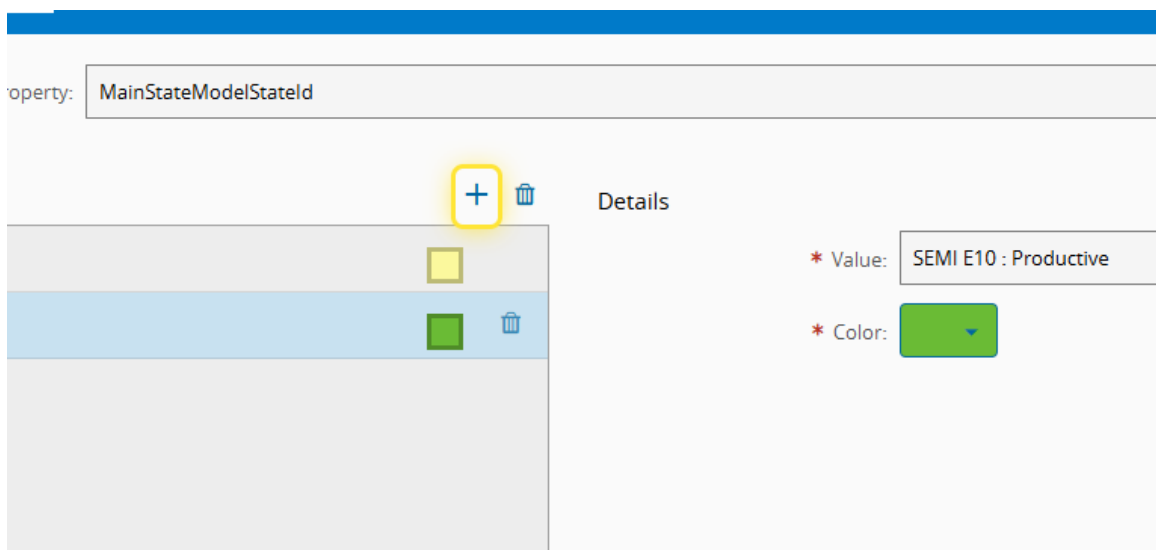 roperty: MainStateModelStateId
Details
* Value: SEMI E10 : Productive
* Color: